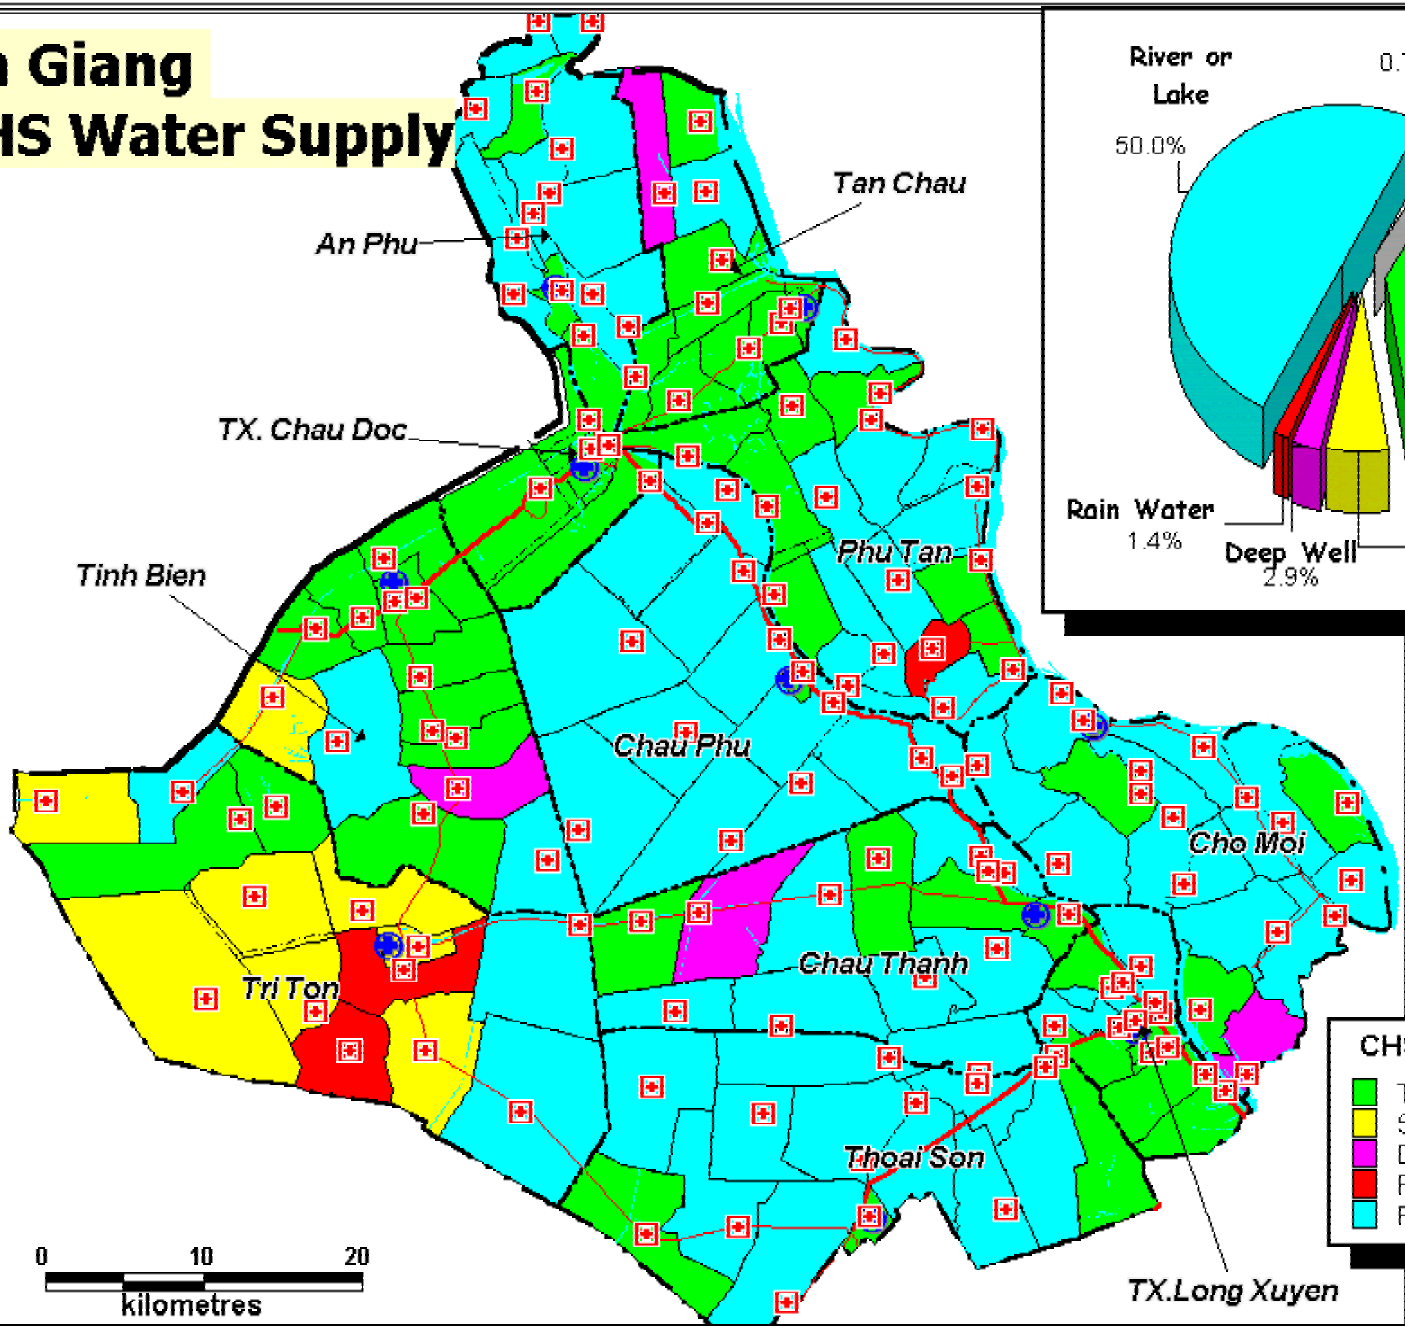 Giang
HS Water Supply
River or
Lake
50.0%
0.
Rain Water
1.4%
Deep Well
2.9%
Tan Chau
An Phu
TX. Chau Doc
Tinh Bien
Phu Tan
Chau Phu
Cho Moi
Chau Thanh
Tri Ton
Thoai Son
TX.Long Xuyen
CHS
0 10 20
kilometres